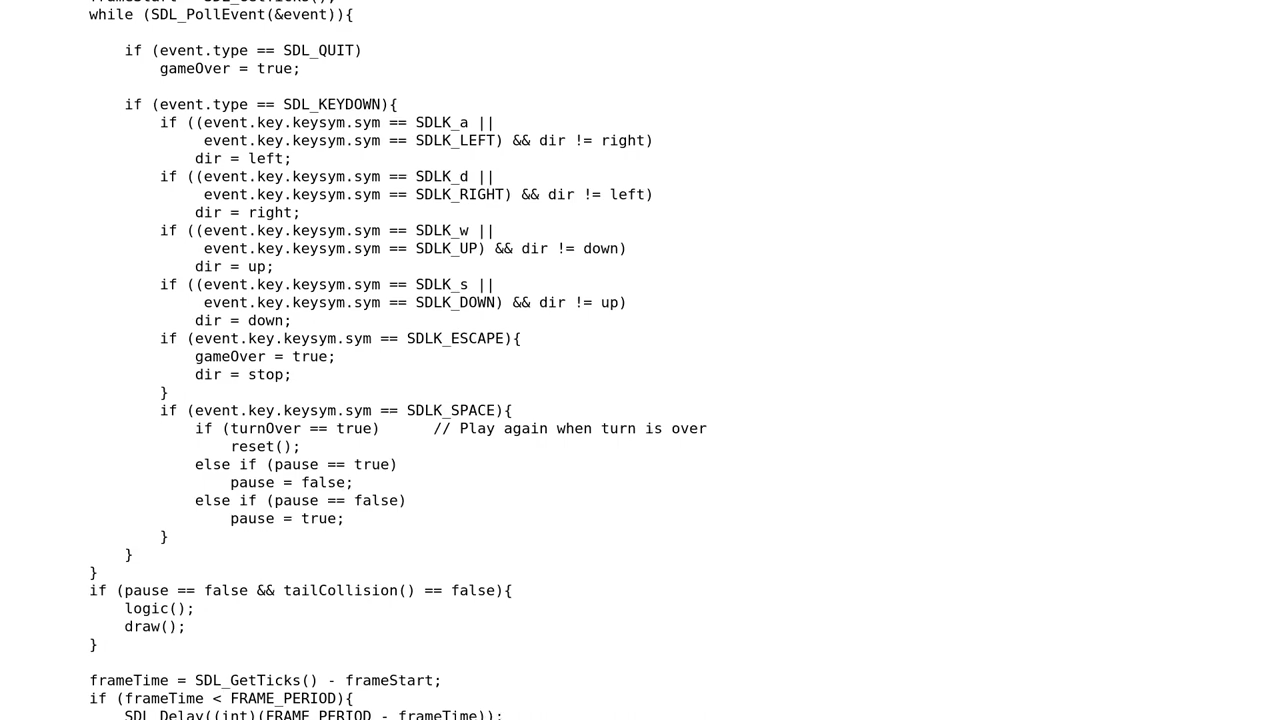 frameStart = SDL_GetTicks();
while (SDL_PollEvent(&event)){
if (event.type == SDL_QUIT)
gameOver = true;
if (event.type == SDL_KEYDOWN){
if ((event.key.keysym.sym == SDLK_a ||
event.key.keysym.sym == SDLK_LEFT) && dir != right)
dir = left;
if ((event.key.keysym.sym == SDLK_d ||
event.key.keysym.sym == SDLK_RIGHT) && dir != left)
dir = right;
if ((event.key.keysym.sym == SDLK_w ||
event.key.keysym.sym == SDLK_UP) && dir != down)
dir = up;
if ((event.key.keysym.sym == SDLK_s ||
event.key.keysym.sym == SDLK_DOWN) && dir != up)
dir = down;
if (event.key.keysym.sym == SDLK_ESCAPE){
gameOver = true;
dir = stop;
}
if (event.key.keysym.sym == SDLK_SPACE){
if (turnOver == true) // Play again when turn is over
reset();
else if (pause == true)
pause = false;
else if (pause == false)
pause = true;
}
}
}
if (pause == false && tailCollision() == false){
logic();
draw();
}
frameTime = SDL_GetTicks() - frameStart;
if (frameTime < FRAME_PERIOD){
SDL_Delay((int)(FRAME_PERIOD - frameTime));